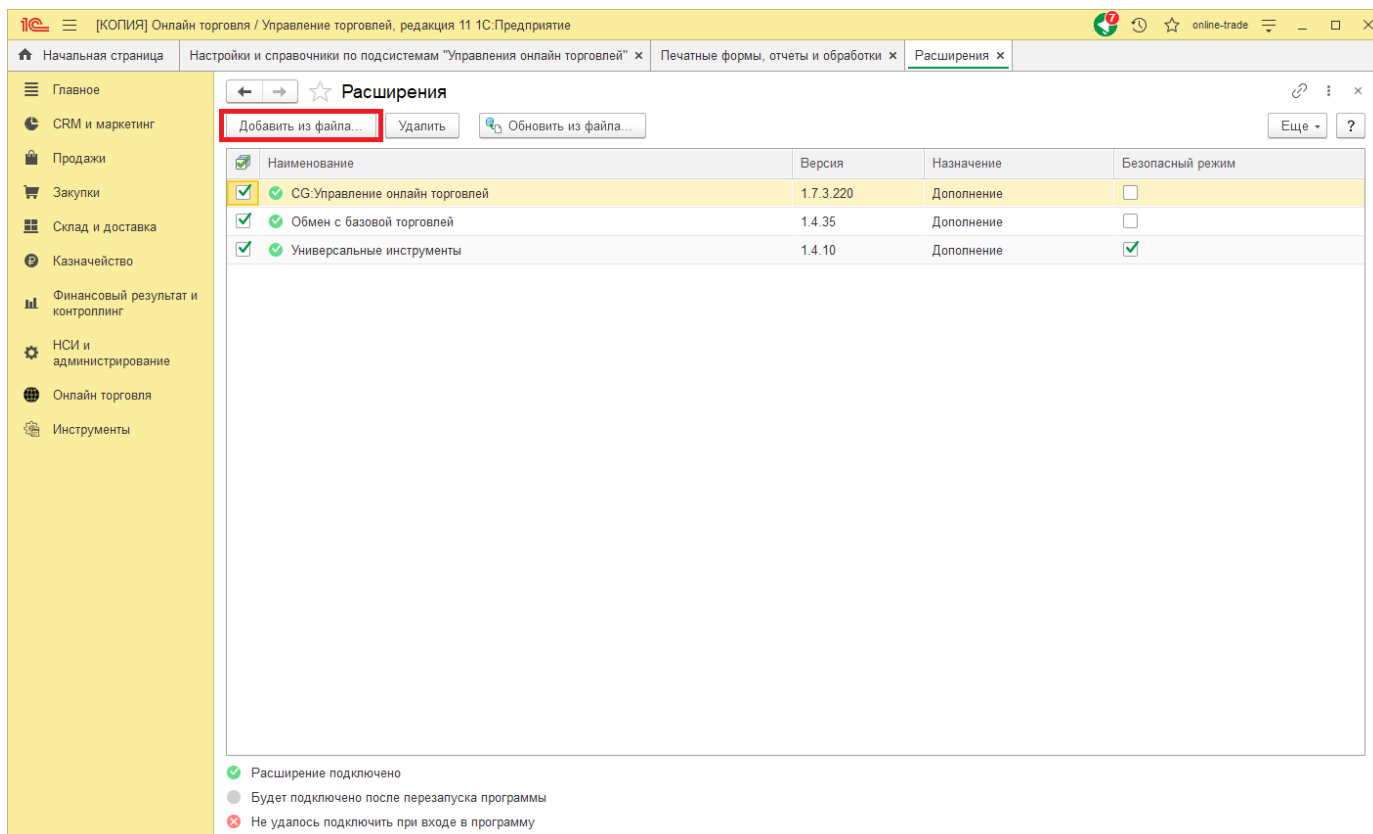 1С [КОПИЯ] Онлайн торговля / Управление торговлей, редакция 11 1С:Предприятие 7 online-trade
Начальная страница Настройки и справочники по подсистемам "Управления онлайн торговлей" × Печатные формы, отчеты и обработки × Расширения ×
Главное
CRM и маркетинг
Продажи
Закупки
Склад и доставка
Казначейство
Финансовый результат и
контроллинг
НСИ и
администрирование
Онлайн торговля
Инструменты
Расширения
Добавить из файла... Удалить Обновить из файла... Еще ?
Наименование Версия Назначение Безопасный режим
CG:Управление онлайн торговлей 1.7.3.220 Дополнение
Обмен с базовой торговлей 1.4.35 Дополнение
Универсальные инструменты 1.4.10 Дополнение
Расширение подключено
Будет подключено после перезапуска программы
Не удалось подключить при входе в программу